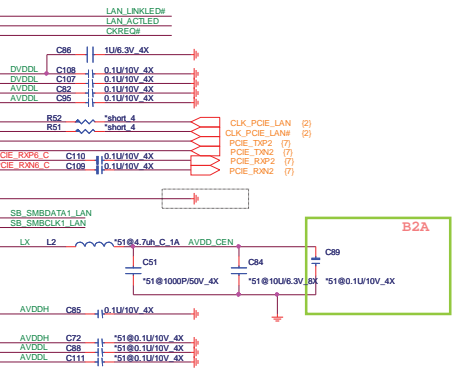 LAN_LINKLED#
LAN_ACTLED
CKREQ#
C86 1U/6.3V_4X
DVDDL C108 0.1U/10V_4X
DVDDL C107 0.1U/10V_4X
AVDDL C82 0.1U/10V_4X
AVDDL C95 0.1U/10V_4X
R52 *short_4 CLK_PCIE_LAN (2)
R51 *short_4 CLK_PCIE_LAN# (2)
PCIE_TXP2 (7)
PCIE_TXN2 (7)
CIE_RXP6_C C110 0.1U/10V_4X PCIE_RXP2 (7)
CIE_RXN6_C C109 0.1U/10V_4X PCIE_RXN2 (7)
SB_SMBDATA1_LAN
SB_SMBCLK1_LAN
B2A
LX L2 *51@4.7uh_C_1A AVDD_CEN
C89
C51 C84
*51@1000P/50V_4X *51@10U/6.3V_8X *51@0.1U/10V_4X
AVDDH C85 0.1U/10V_4X
AVDDH C72 *51@0.1U/10V_4X
AVDDL C88 *51@0.1U/10V_4X
AVDDL C111 *51@0.1U/10V_4X